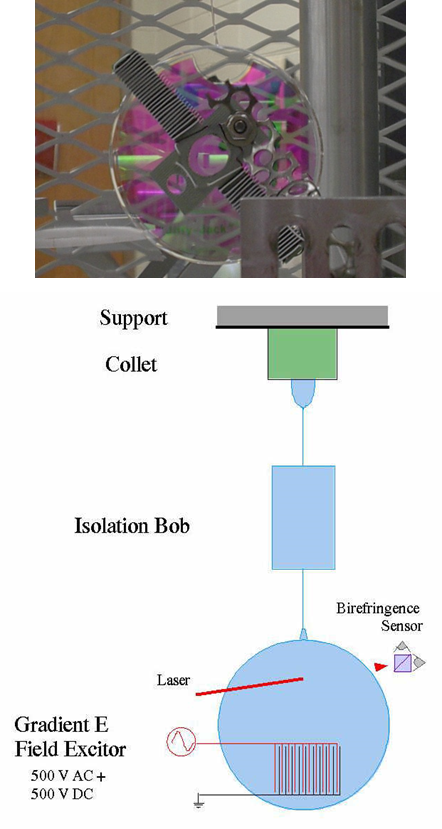 Support
Collet
Isolation Bob
Birefringence
Sensor
Laser
Gradient E
Field Excitor
500 V AC +
500 V DC